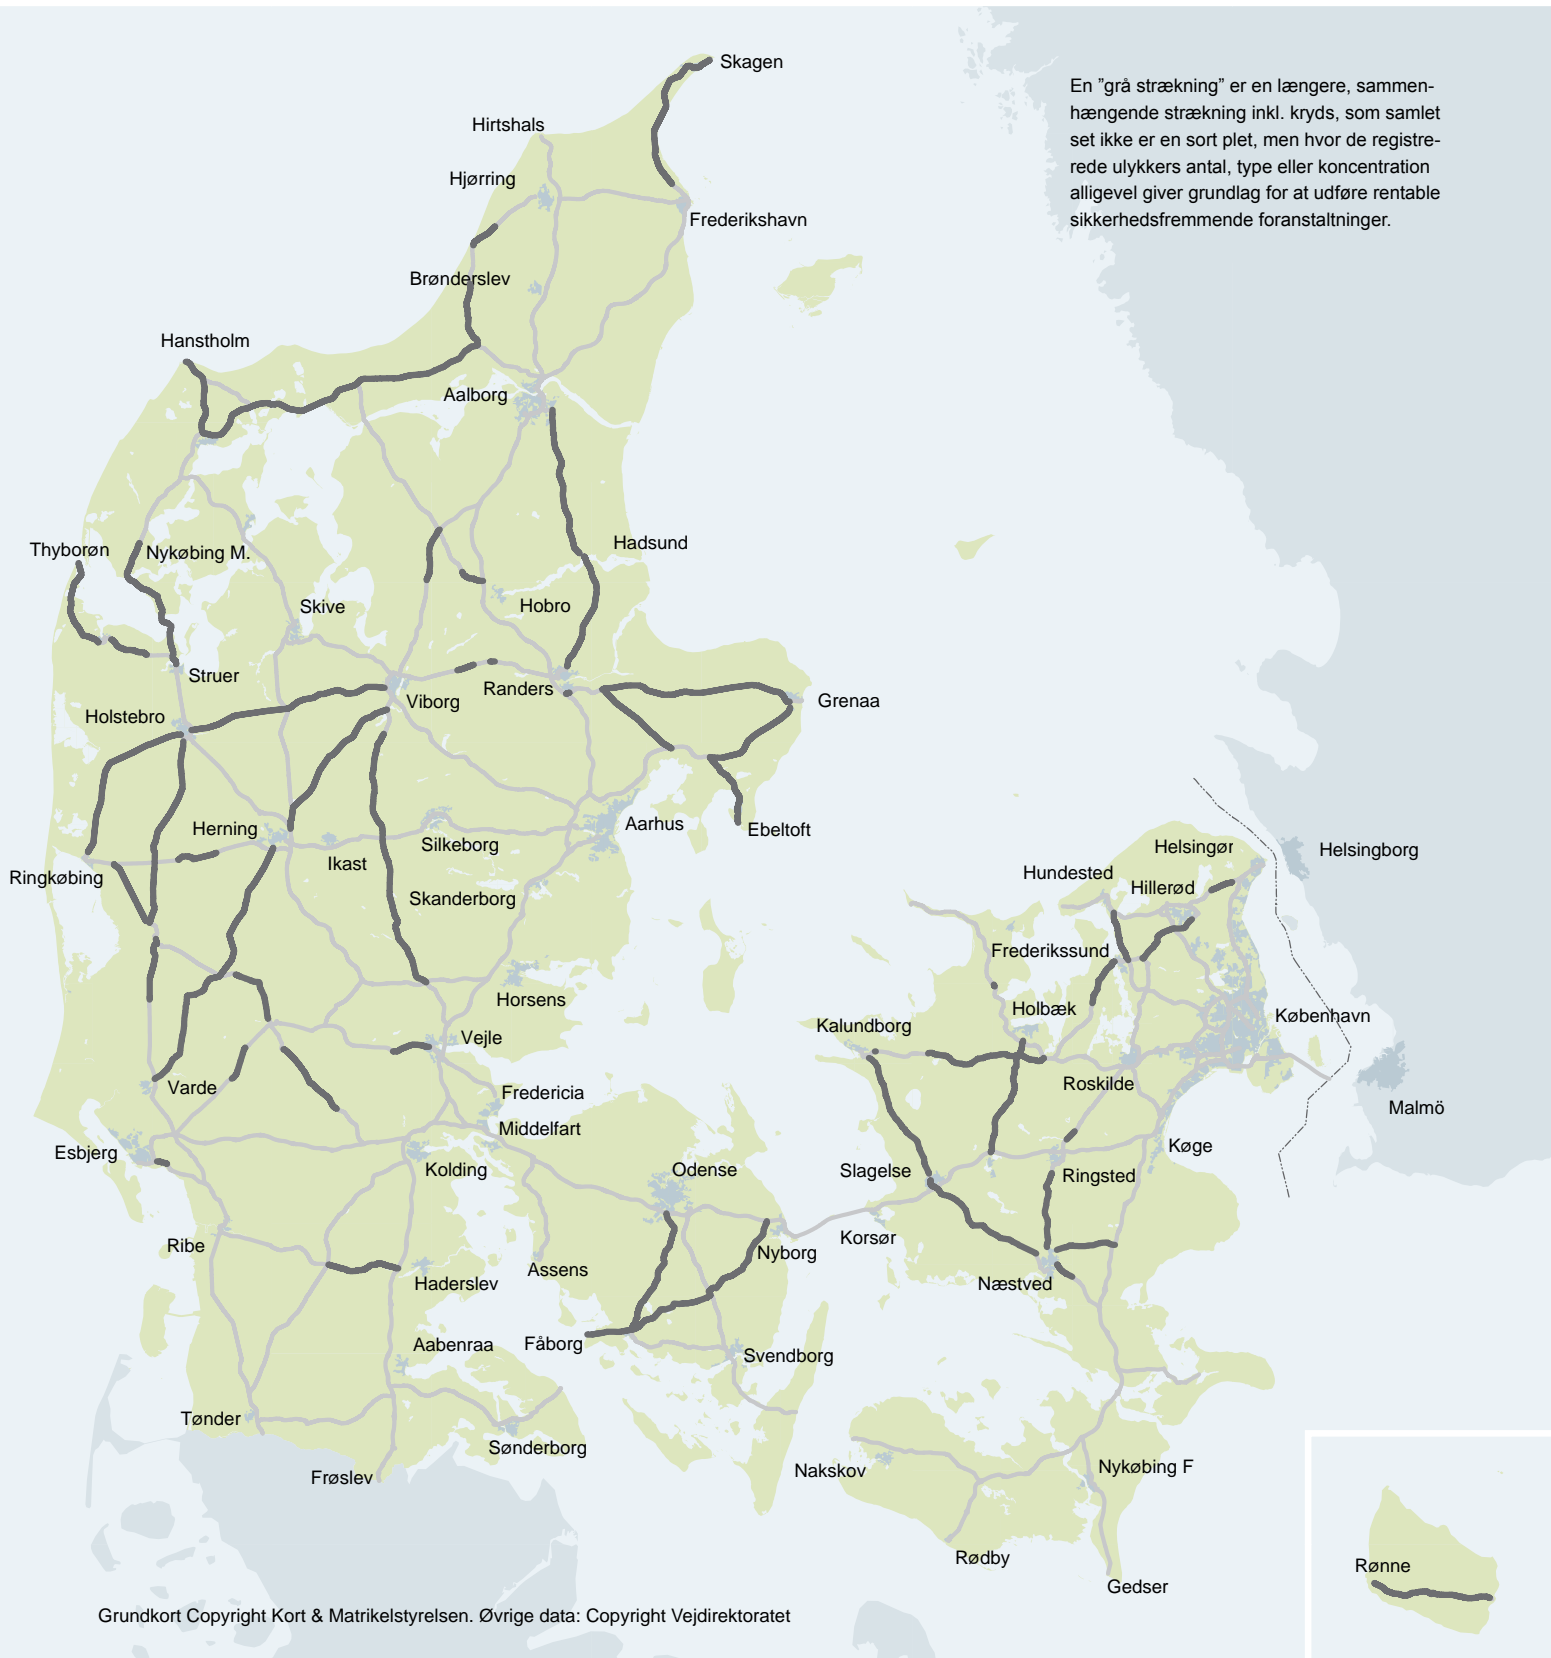 Skagen
En ”grå strækning” er en længere, sammen-
hængende strækning inkl. kryds, som samlet
set ikke er en sort plet, men hvor de registre-
rede ulykkers antal, type eller koncentration
alligevel giver grundlag for at udføre rentable
sikkerhedsfremmende foranstaltninger.
Hirtshals
Hjørring
Frederikshavn
Brønderslev
Hanstholm
Aalborg
Hadsund
Thyborøn
Nykøbing M.
Hobro
Skive
Struer
Randers
Viborg
Grenaa
Holstebro
Aarhus
Ebeltoft
Herning
Silkeborg
Ikast
Ringkøbing
Skanderborg
Helsingør
Helsingborg
Hundested
Hillerød
Frederikssund
Horsens
Holbæk
København
Kalundborg
Vejle
Roskilde
Varde
Fredericia
Malmö
Middelfart
Esbjerg
Køge
Kolding
Odense
Slagelse
Ringsted
Korsør
Ribe
Nyborg
Assens
Haderslev
Næstved
Aabenraa
Fåborg
Svendborg
Tønder
Sønderborg
Nykøbing F
Nakskov
Frøslev
Rødby
Rønne
Gedser
Grundkort Copyright Kort & Matrikelstyrelsen. Øvrige data: Copyright Vejdirektoratet